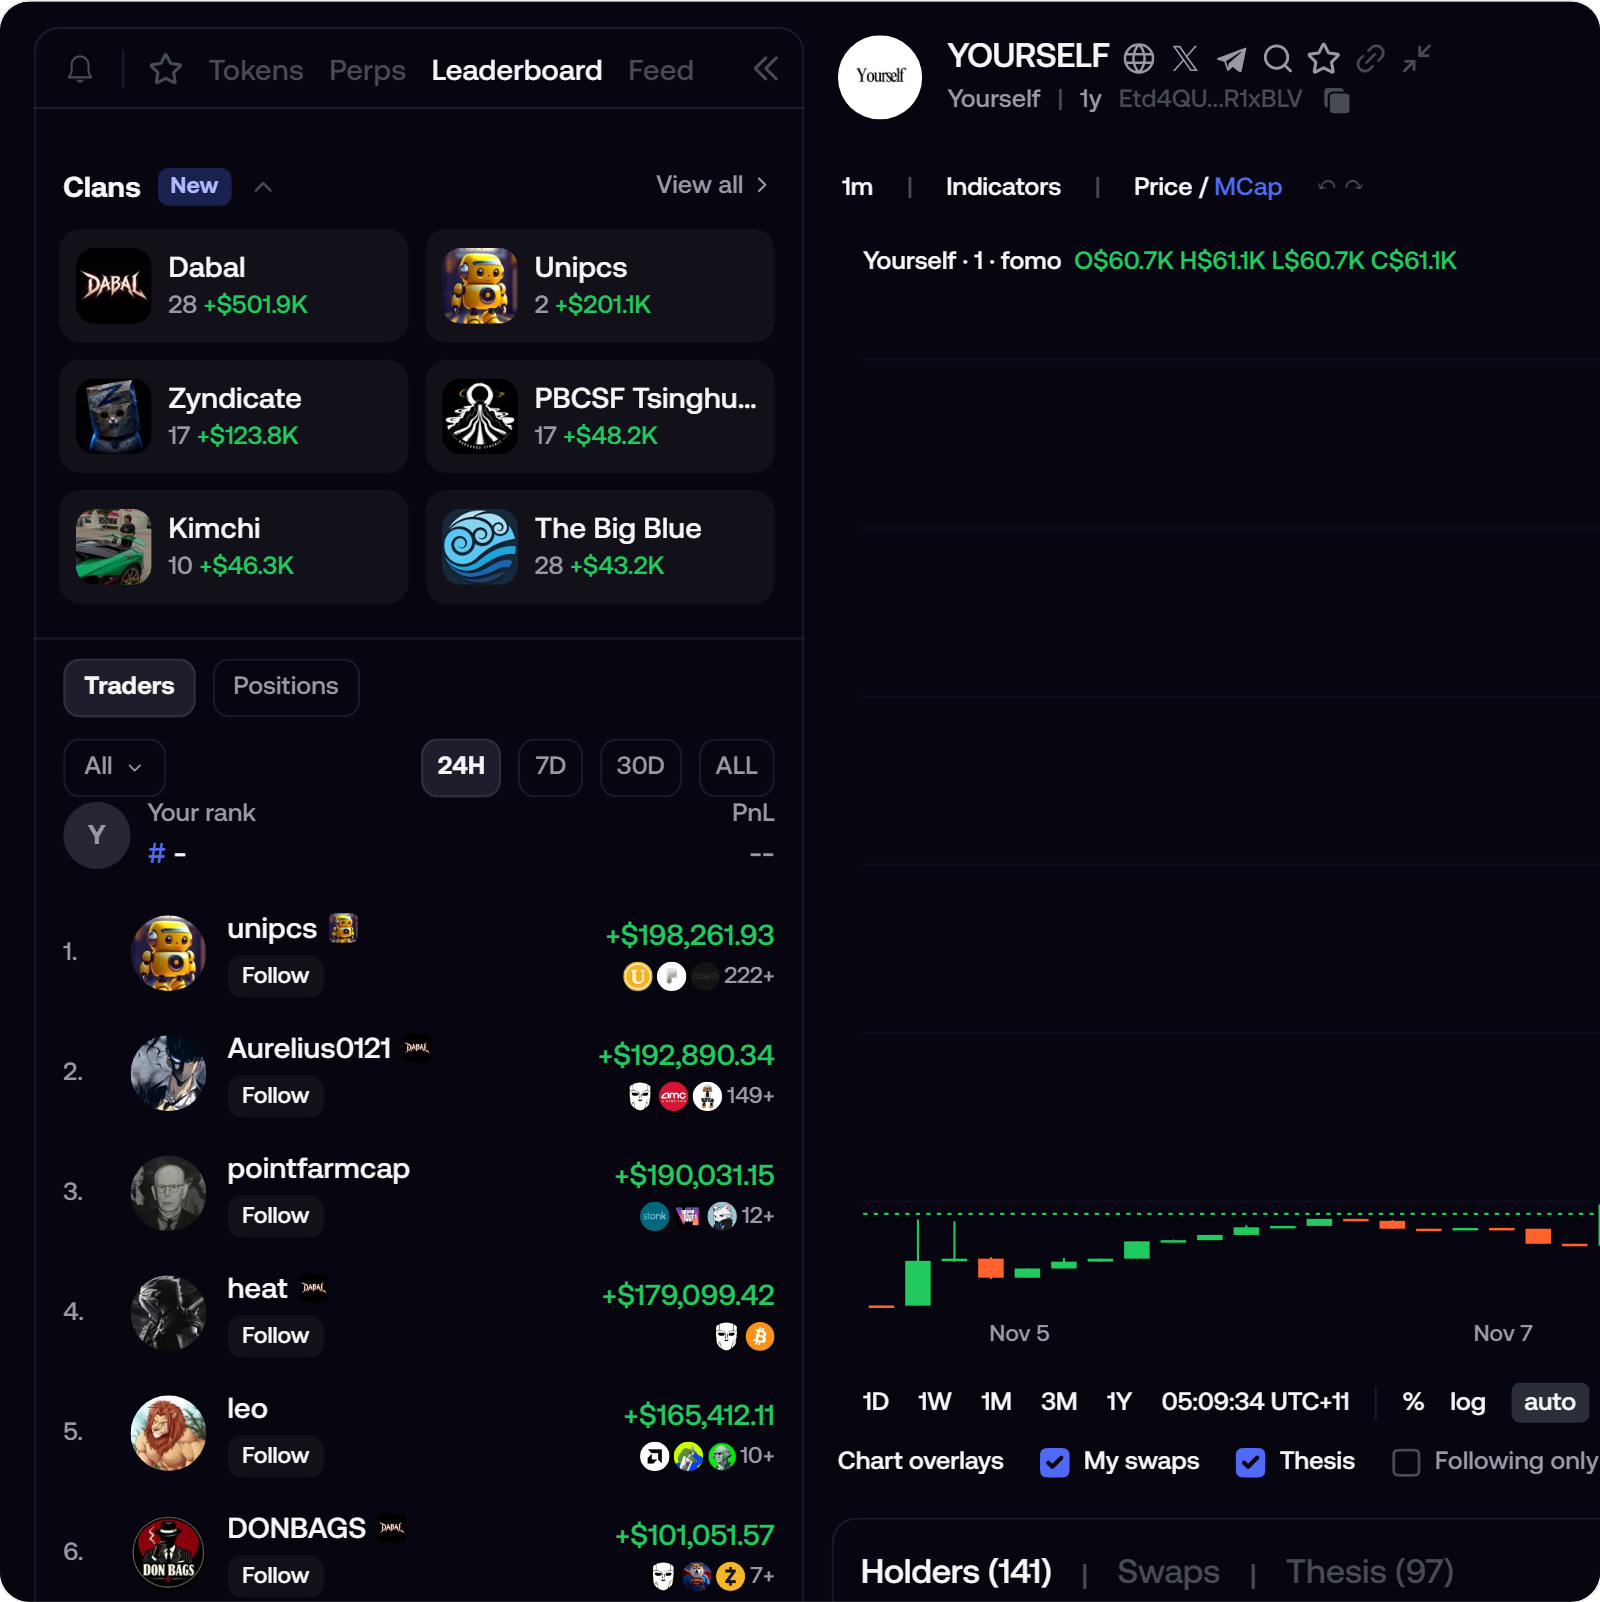 Tokens Perps Leaderboard Feed
Clans New View all
Dabal
28 +$501.9K
Unipcs
2 +$201.1K
Zyndicate
17 +$123.8K
PBCSF Tsinghu...
17 +$48.2K
Kimchi
10 +$46.3K
The Big Blue
28 +$43.2K
Traders Positions
All 24H 7D 30D ALL
Y Your rank PnL
# - --
1. unipcs +$198,261.93
Follow 222+
2. Aurelius0121 DABAL +$192,890.34
Follow amc 149+
3. pointfarmcap +$190,031.15
Follow stonk 12+
4. heat DABAL +$179,099.42
Follow
5. leo +$165,412.11
Follow 10+
6. DONBAGS DABAL +$101,051.57
DON BAGS Follow 7+
Yourself
YOURSELF
Yourself | 1y Etd4QU...R1xBLV
1m | Indicators | Price / MCap
Yourself · 1 · fomo O$60.7K H$61.1K L$60.7K C$61.1K
Nov 5 Nov 7
1D 1W 1M 3M 1Y 05:09:34 UTC+11 % log auto
Chart overlays My swaps Thesis Following only
Holders (141) | Swaps | Thesis (97)